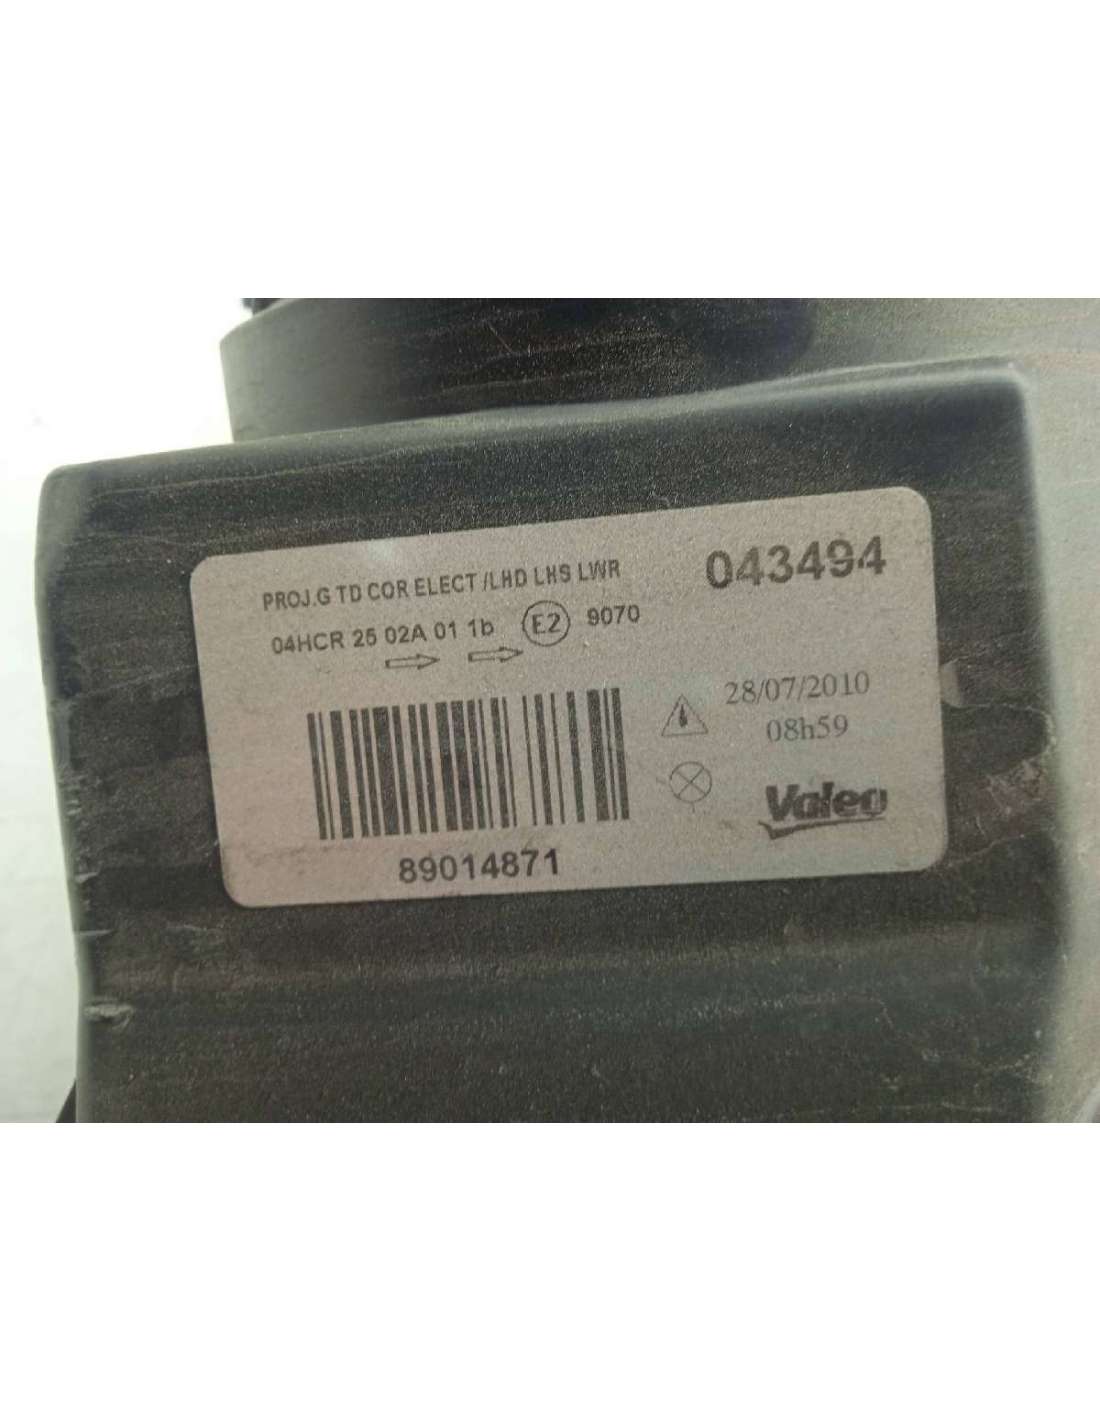 PROJ.G TD COR ELECT /LHD LHS LWR
043494
04HCR 25 02A 01 1b E2 9070
28/07/2010
08h59
Valeo
89014871